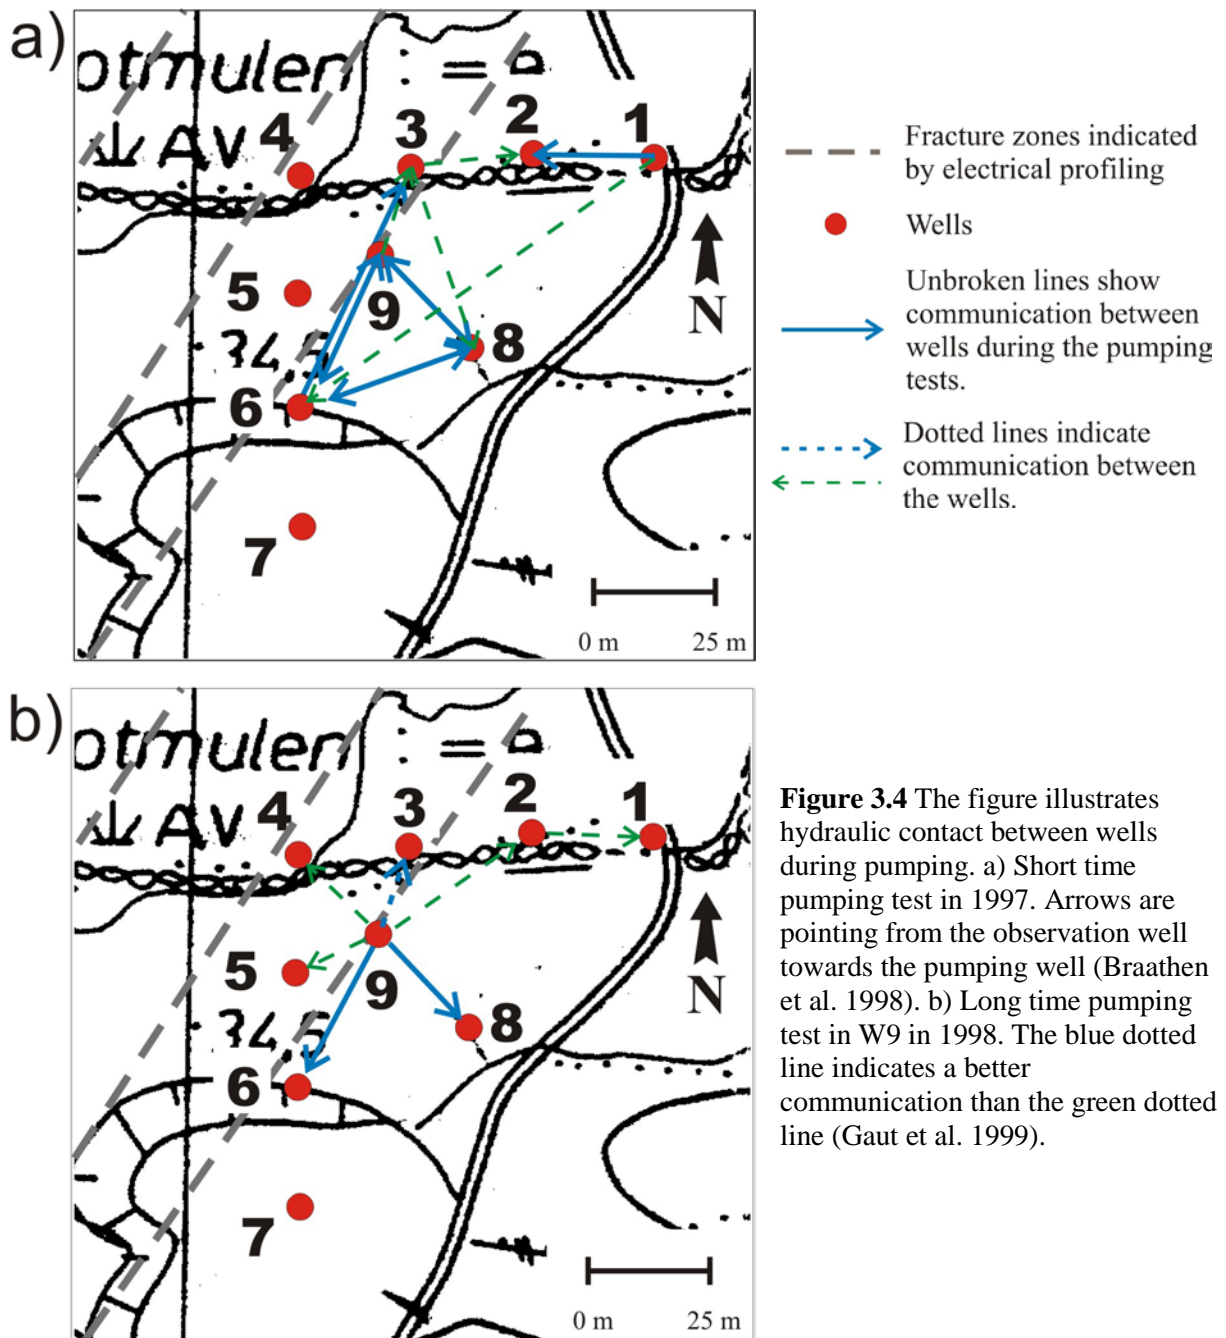 a)
otmulen = B
AV
4 3 2 1
5
9
8
6
7
N
0 m 25 m
Fracture zones indicated
by electrical profiling
Wells
Unbroken lines show
communication between
wells during the pumping
tests.
Dotted lines indicate
communication between
the wells.
b)
otmulen =
AV
4 3 2 1
5
9
8
6
7
N
0 m 25 m
Figure 3.4 The figure illustrates
hydraulic contact between wells
during pumping. a) Short time
pumping test in 1997. Arrows are
pointing from the observation well
towards the pumping well (Braathen
et al. 1998). b) Long time pumping
test in W9 in 1998. The blue dotted
line indicates a better
communication than the green dotted
line (Gaut et al. 1999).